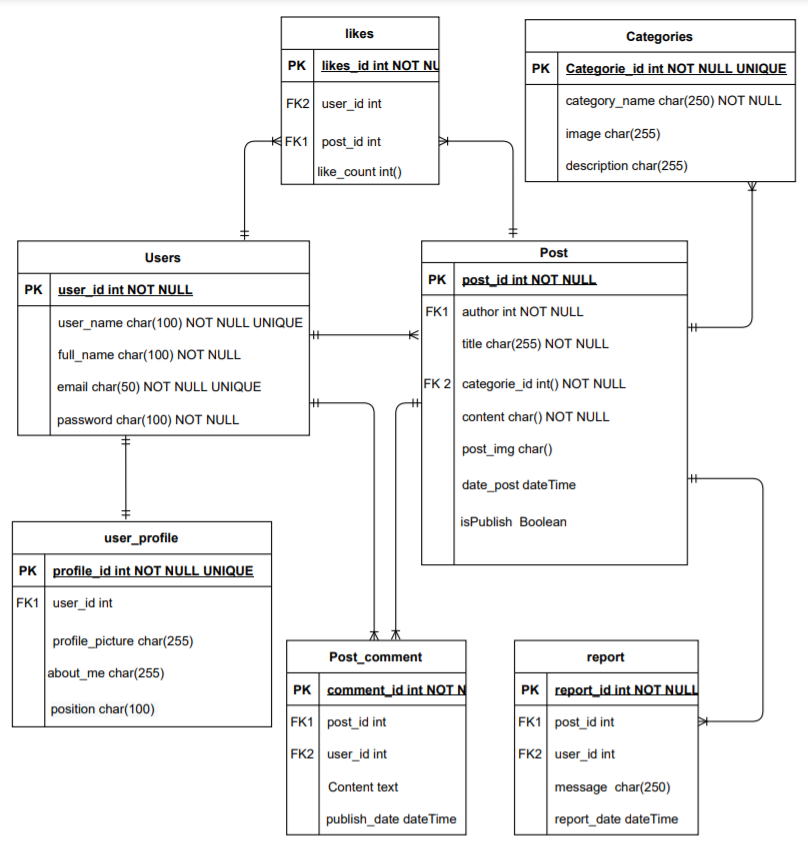 likes
PK likes_id int NOT NU
FK2 user_id int
FK1 post_id int
like_count int()
Categories
PK Categorie_id int NOT NULL UNIQUE
category_name char(250) NOT NULL
image char(255)
description char(255)
Users
PK user_id int NOT NULL
user_name char(100) NOT NULL UNIQUE
full_name char(100) NOT NULL
email char(50) NOT NULL UNIQUE
password char(100) NOT NULL
Post
PK post_id int NOT NULL
FK1 author int NOT NULL
title char(255) NOT NULL
FK 2 categorie_id int() NOT NULL
content char() NOT NULL
post_img char()
date_post dateTime
isPublish Boolean
user_profile
PK profile_id int NOT NULL UNIQUE
FK1 user_id int
profile_picture char(255)
about_me char(255)
position char(100)
Post_comment
PK comment_id int NOT N
FK1 post_id int
FK2 user_id int
Content text
publish_date dateTime
report
PK report_id int NOT NULL
FK1 post_id int
FK2 user_id int
message char(250)
report_date dateTime